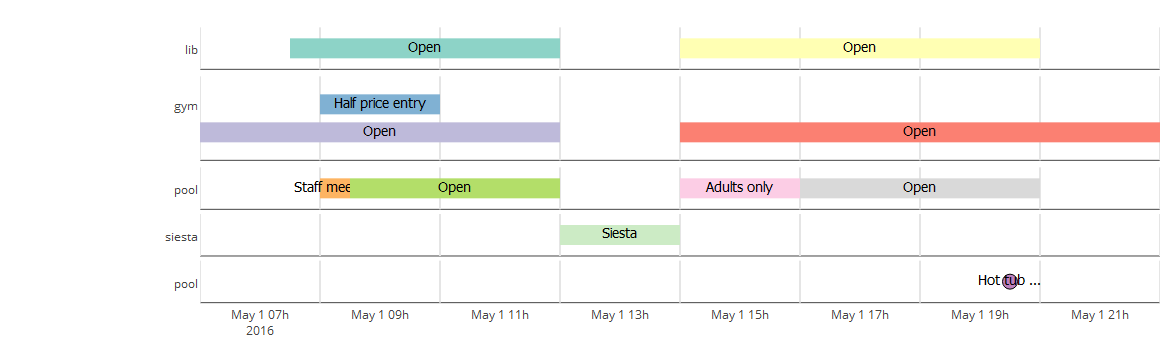 lib
Open
Open
gym
Half price entry
Open
Open
pool
Staff mee
Open
Adults only
Open
siesta
Siesta
pool
Hot tub ...
May 1 07h
2016
May 1 09h
May 1 11h
May 1 13h
May 1 15h
May 1 17h
May 1 19h
May 1 21h